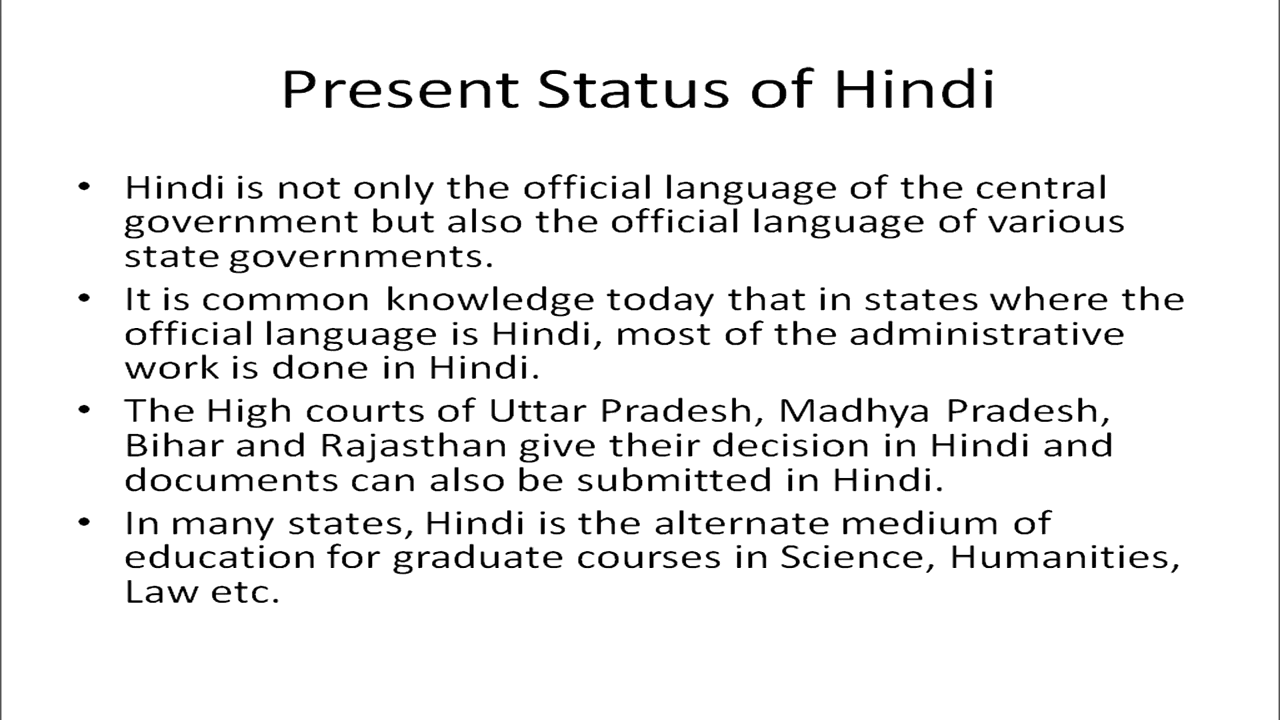 Present Status of Hindi
• Hindi is not only the official language of the central
government but also the official language of various
state governments.
• It is common knowledge today that in states where the
official language is Hindi, most of the administrative
work is done in Hindi.
• The High courts of Uttar Pradesh, Madhya Pradesh,
Bihar and Rajasthan give their decision in Hindi and
documents can also be submitted in Hindi.
• In many states, Hindi is the alternate medium of
education for graduate courses in Science, Humanities,
Law etc.